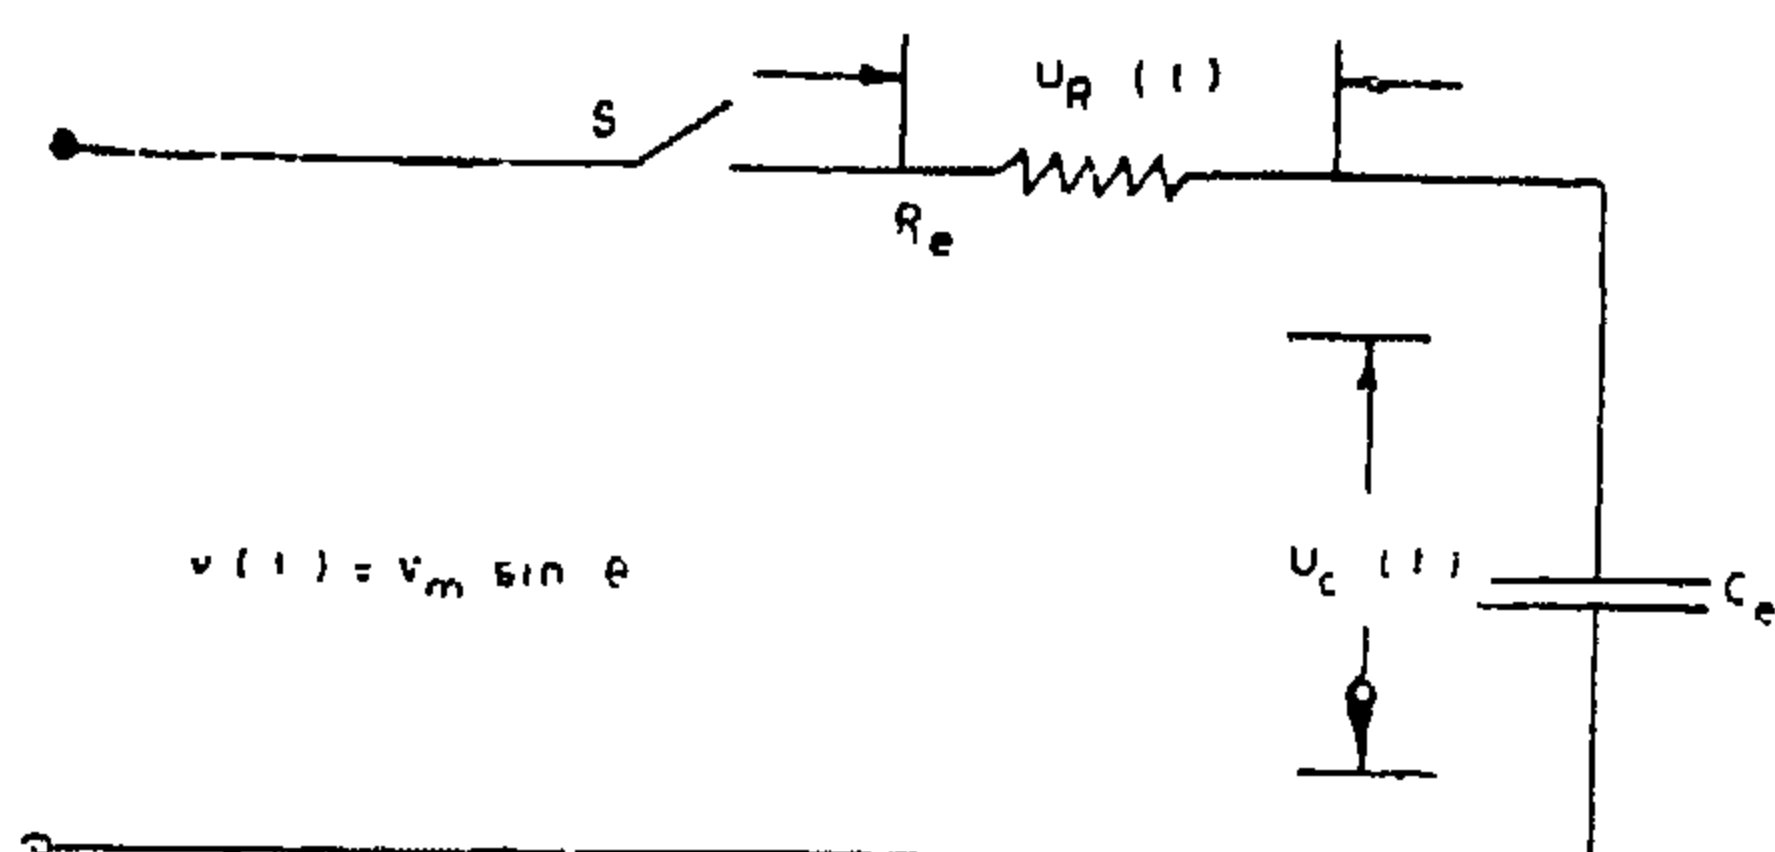 S
U_R (t)
R_e
v (t) = v_m sin θ
U_c (t)
C_e